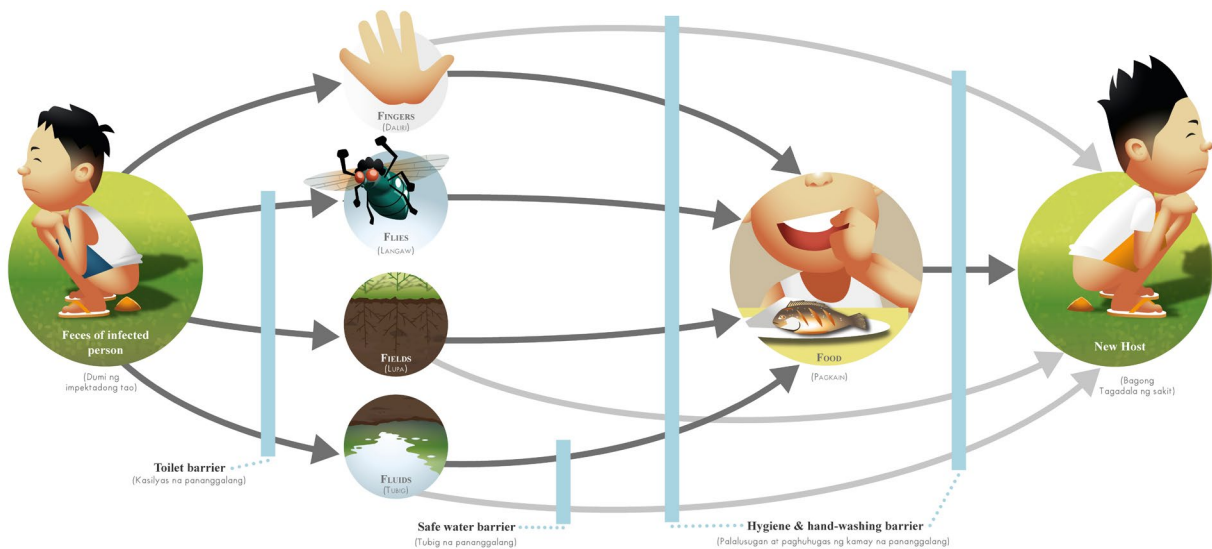 FINGERS
(DALIRI)
FLIES
(LANGAW)
Feces of infected
person
(Dumi ng
impektadong tao)
FIELDS
(LUPA)
FOOD
(PAGKAIN)
New Host
(Bagong
Tagadala ng sakit)
FLUIDS
(TUBIG)
Toilet barrier
(Kasilyas na pananggalang)
Safe water barrier
(Tubig na pananggalang)
Hygiene & hand-washing barrier
(Palalusugan at paghuhugas ng kamay na pananggalang)